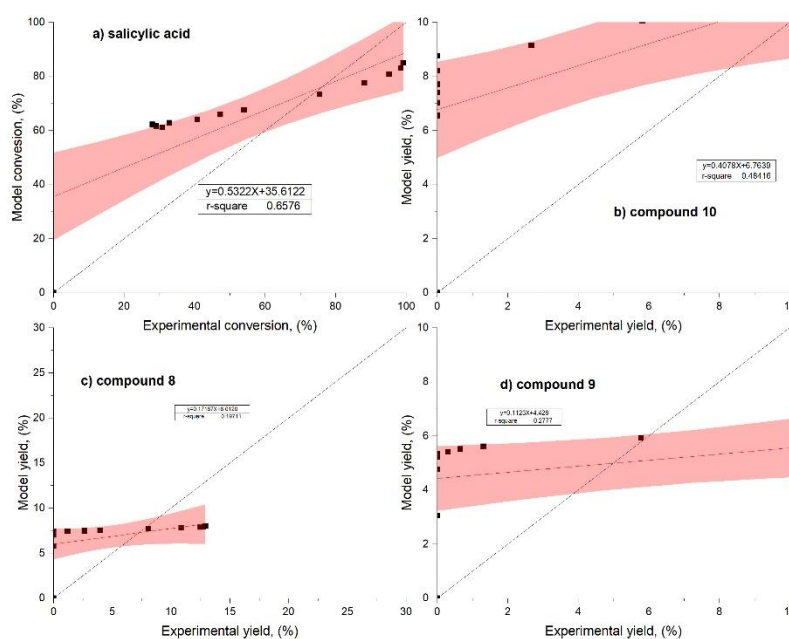 a) salicylic acid
Model convesion, (%)
100
80
60
40
20
0
y=0.5322X+35.6122
r-square 0.6576
0 20 40 60 80 100
Experimental conversion, (%)
Model yield, (%)
10
8
6
4
2
0
y=0.4078X+6.7639
r-square 0.48416
b) compound 10
0 2 4 6 8 1
Experimental yield, (%)
c) compound 8
Model yield, (%)
30
25
20
15
10
5
0
r-square
0 5 10 15 20 25 30
Experimental yield, (%)
d) compound 9
Model yield, (%)
10
8
6
4
2
0
y=0.1123X+4.428
r-square 0.2777
0 2 4 6 8 1
Experimental yield, (%)